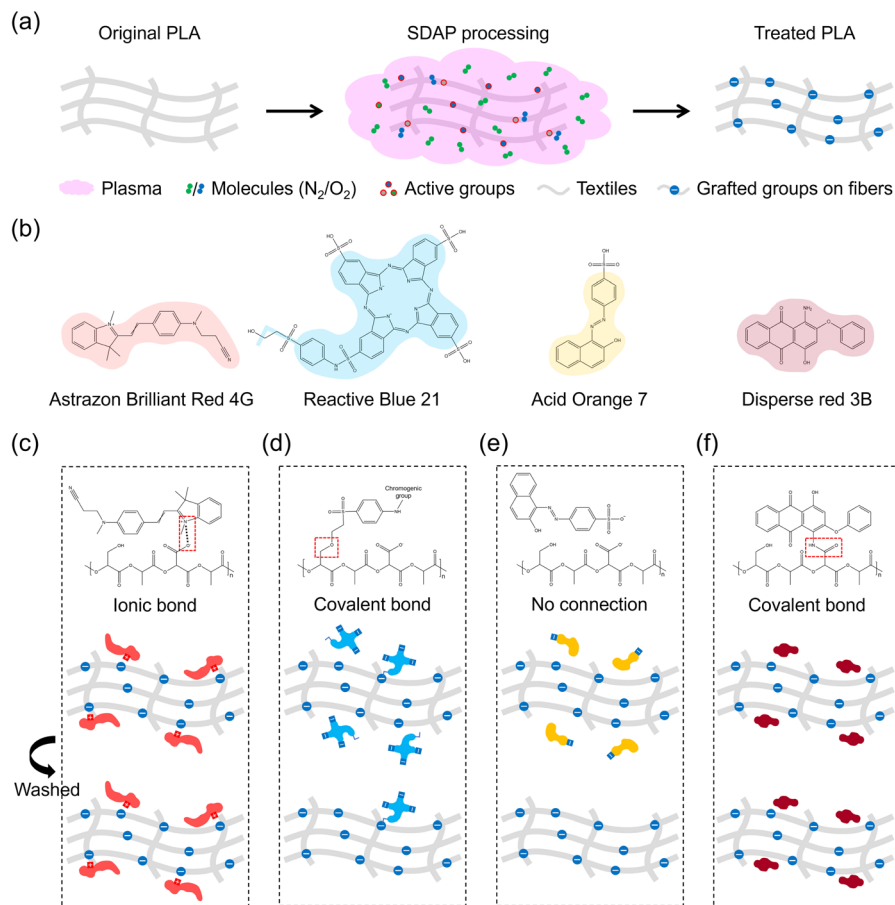 (a)
Original PLA
SDAP processing
Treated PLA
Plasma
Molecules (N₂/O₂)
Active groups
Textiles
Grafted groups on fibers
(b)
Astrazon Brilliant Red 4G
Reactive Blue 21
Acid Orange 7
Disperse red 3B
(c)
(d)
(e)
(f)
Chromogenic
group
Ionic bond
Covalent bond
No connection
Covalent bond
Washed